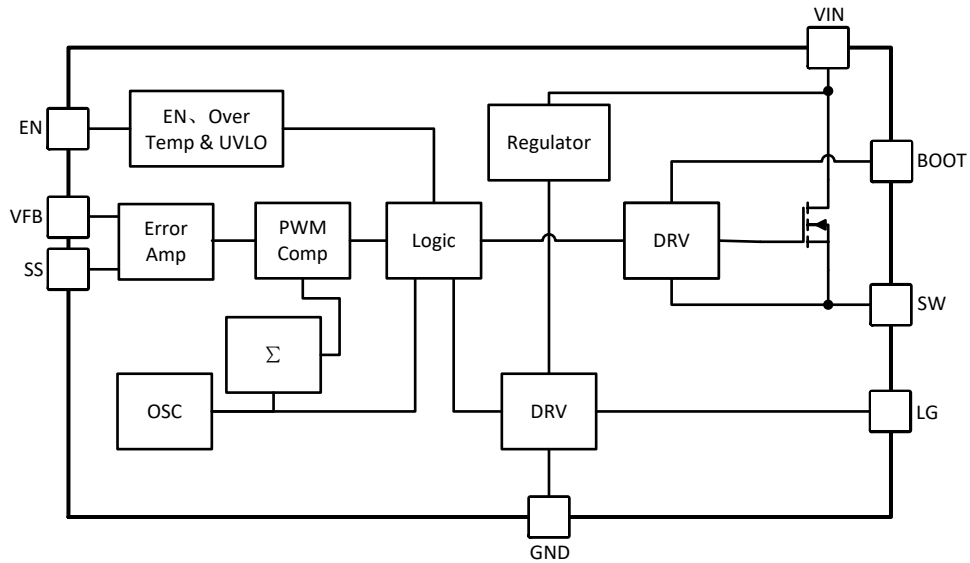 VIN
EN
EN、Over
Temp & UVLO
Regulator
BOOT
VFB
SS
Error
Amp
PWM
Comp
Logic
DRV
SW
Σ
OSC
DRV
LG
GND